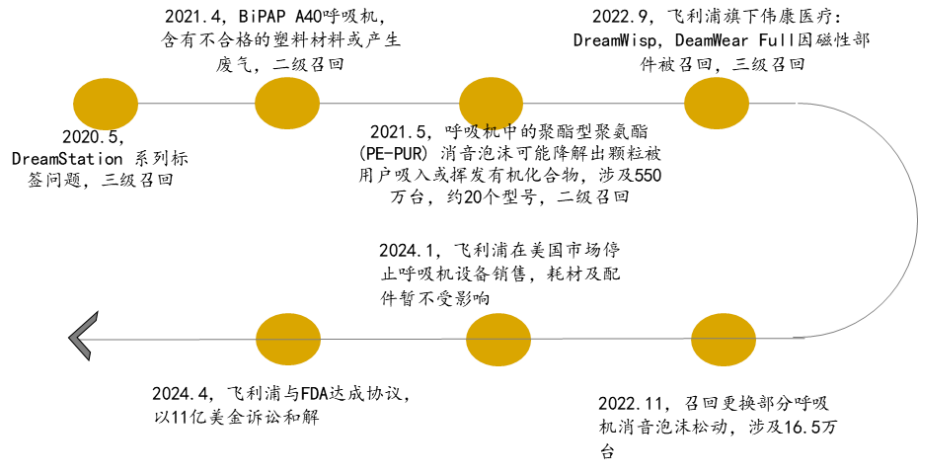 2020.5，
DreamStation 系列标
签问题，三级召回
2021.4，BiPAP A40呼吸机，
含有不合格的塑料材料或产生
废气，二级召回
2021.5，呼吸机中的聚酯型聚氨酯
(PE-PUR) 消音泡沫可能降解出颗粒被
用户吸入或挥发有机化合物，涉及550
万台，约20个型号，二级召回
2022.9，飞利浦旗下伟康医疗：
DreamWisp，DeamWear Full因磁性部
件被召回，三级召回
2022.11，召回更换部分呼吸
机消音泡沫松动，涉及16.5万
台
2024.1，飞利浦在美国市场停
止呼吸机设备销售，耗材及配
件暂不受影响
2024.4，飞利浦与FDA达成协议，
以11亿美金诉讼和解